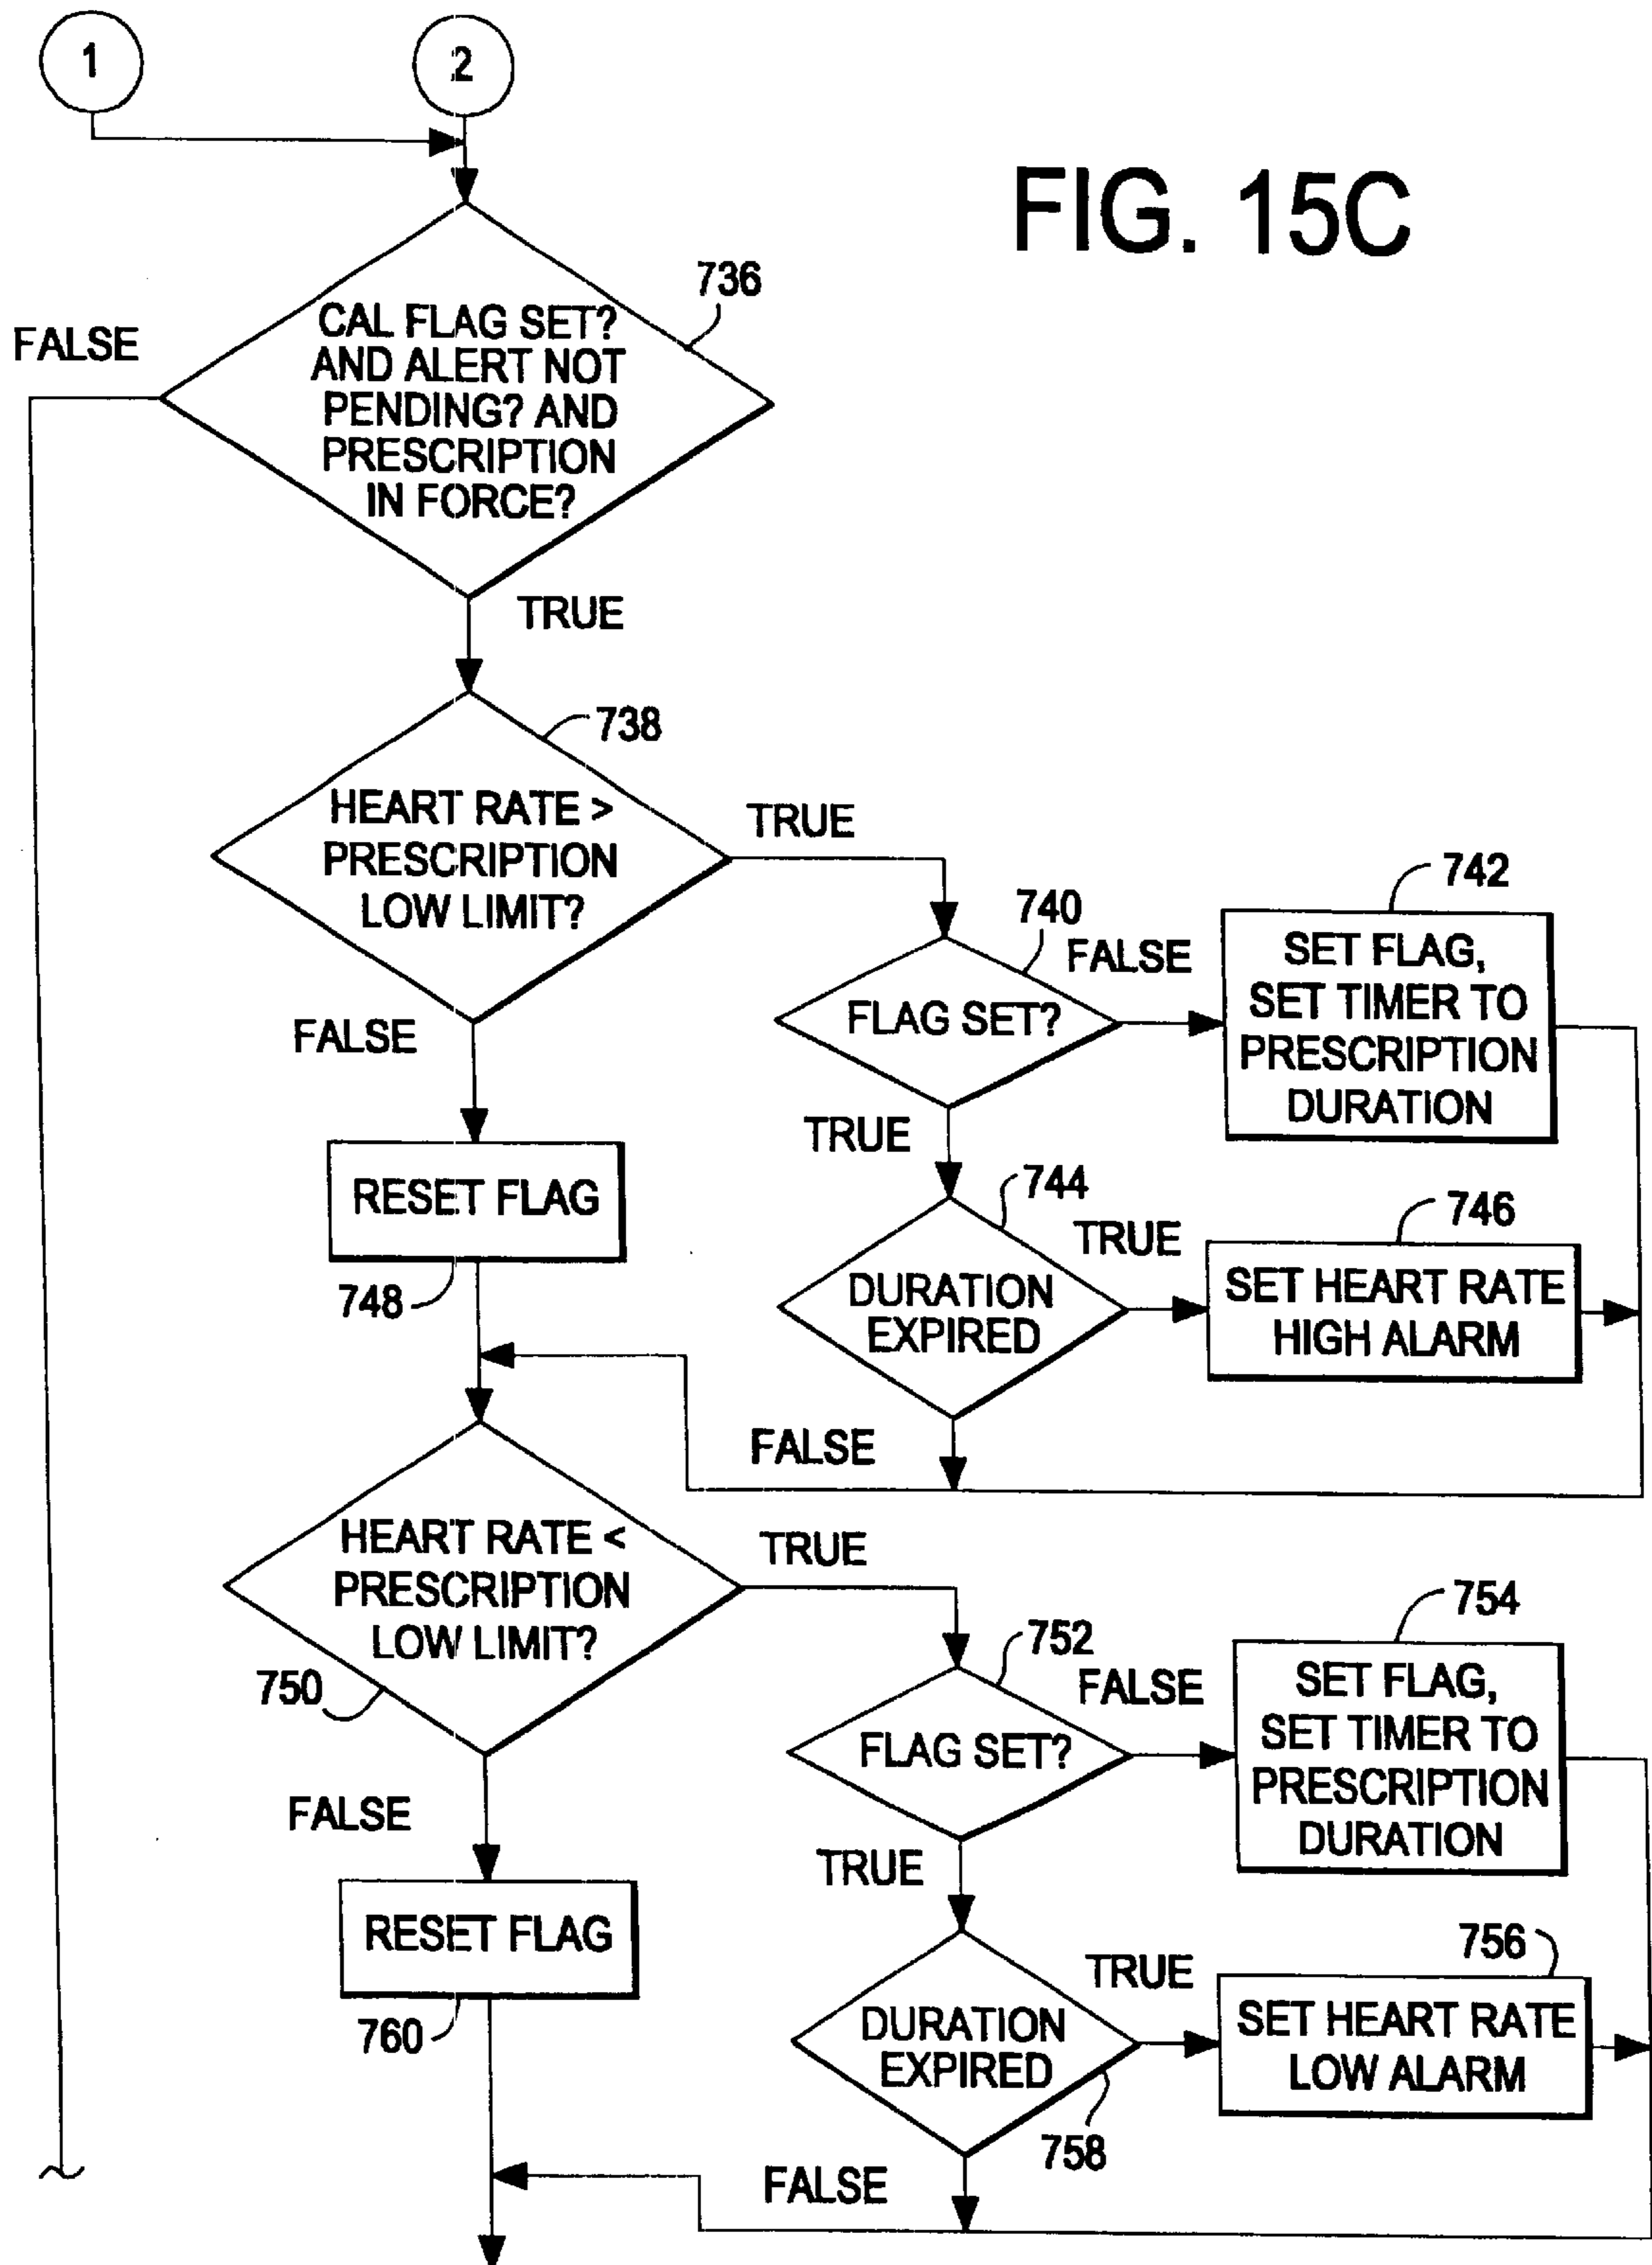 1
2
FIG. 15C
736
FALSE
CAL FLAG SET?
AND ALERT NOT
PENDING? AND
PRESCRIPTION
IN FORCE?
TRUE
738
HEART RATE >
PRESCRIPTION
LOW LIMIT?
TRUE
FALSE
740
FLAG SET?
FALSE
742
SET FLAG,
SET TIMER TO
PRESCRIPTION
DURATION
TRUE
RESET FLAG
748
744
DURATION
EXPIRED
TRUE
746
SET HEART RATE
HIGH ALARM
FALSE
HEART RATE <
PRESCRIPTION
LOW LIMIT?
750
TRUE
FALSE
752
FLAG SET?
FALSE
754
SET FLAG,
SET TIMER TO
PRESCRIPTION
DURATION
TRUE
RESET FLAG
760
DURATION
EXPIRED
758
TRUE
756
SET HEART RATE
LOW ALARM
FALSE